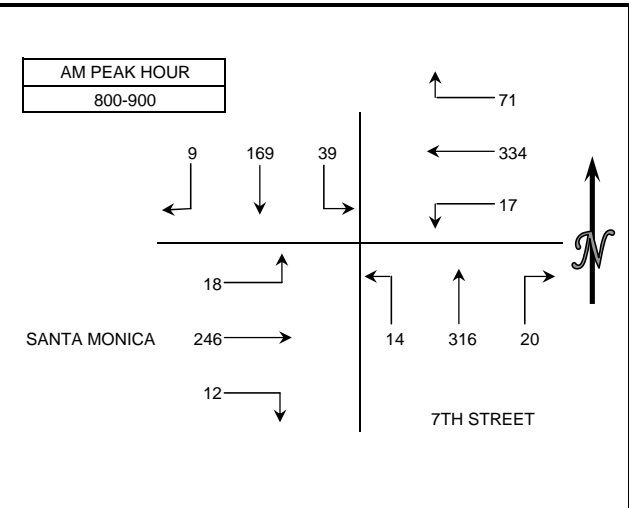 AM PEAK HOUR
800-900
71
9 169 39
334
17
N
18
SANTA MONICA 246
14 316 20
12
7TH STREET